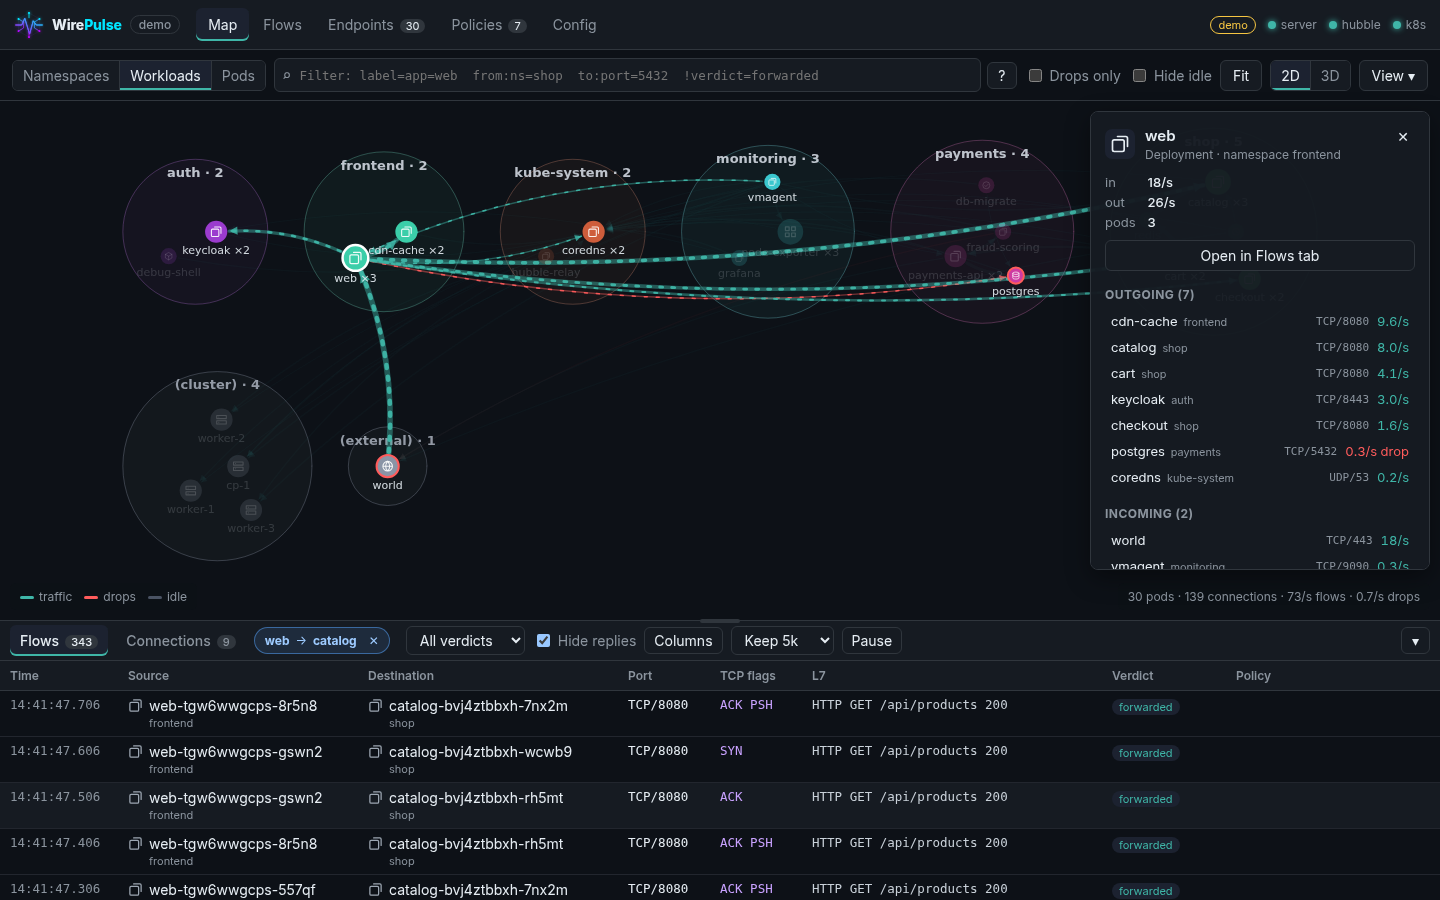 WirePulse demo Map Flows Endpoints 30 Policies 7 Config demo server hubble k8s
Namespaces Workloads Pods Filter: label=app=web from:ns=shop to:port=5432 !verdict=forwarded ? Drops only Hide idle Fit 2D 3D View ▾
auth · 2
frontend · 2
kube-system · 2
monitoring · 3
payments · 4
vmagent
db-migrate
keycloak ×2
cdn-cache ×2
coredns ×2
fraud-scoring
debug-shell
web ×3
hubble-relay
grafana
payments-api ×3
postgres
(cluster) · 4
worker-2
cp-1
worker-1
worker-3
(external) · 1
world
web ✕
Deployment · namespace frontend
in 18/s
out 26/s
pods 3
Open in Flows tab
OUTGOING (7)
cdn-cache frontend TCP/8080 9.6/s
catalog shop TCP/8080 8.0/s
cart shop TCP/8080 4.1/s
keycloak auth TCP/8443 3.0/s
checkout shop TCP/8080 1.6/s
postgres payments TCP/5432 0.3/s drop
coredns kube-system UDP/53 0.2/s
INCOMING (2)
world TCP/443 18/s
vmagent monitoring TCP/9090 0.3/s
traffic drops idle
30 pods · 139 connections · 73/s flows · 0.7/s drops
Flows 343 Connections 9 web → catalog ✕ All verdicts Hide replies Columns Keep 5k Pause ▾
Time Source Destination Port TCP flags L7 Verdict Policy
14:41:47.706 web-tgw6wwgcps-8r5n8 catalog-bvj4ztbbxh-7nx2m TCP/8080 ACK PSH HTTP GET /api/products 200 forwarded
frontend shop
14:41:47.606 web-tgw6wwgcps-gswn2 catalog-bvj4ztbbxh-wcwb9 TCP/8080 SYN HTTP GET /api/products 200 forwarded
frontend shop
14:41:47.506 web-tgw6wwgcps-gswn2 catalog-bvj4ztbbxh-rh5mt TCP/8080 ACK HTTP GET /api/products 200 forwarded
frontend shop
14:41:47.406 web-tgw6wwgcps-8r5n8 catalog-bvj4ztbbxh-rh5mt TCP/8080 ACK PSH HTTP GET /api/products 200 forwarded
frontend shop
14:41:47.306 web-tgw6wwgcps-557qf catalog-bvj4ztbbxh-7nx2m TCP/8080 ACK PSH HTTP GET /api/products 200 forwarded